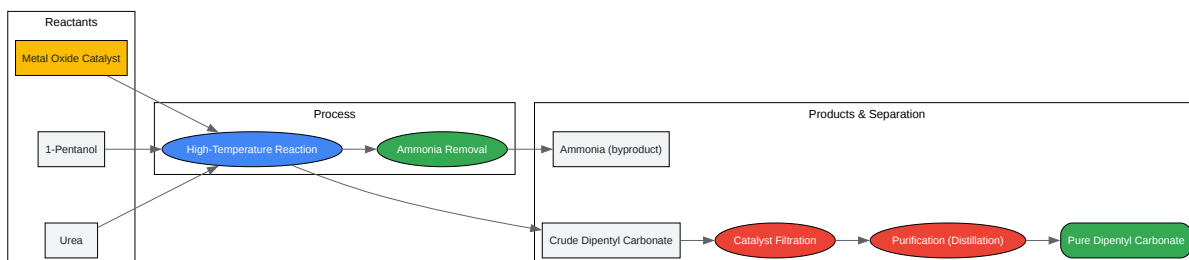 Reactants
Metal Oxide Catalyst
Process
Products & Separation
1-Pentanol
High-Temperature Reaction
Ammonia Removal
Ammonia (byproduct)
Urea
Crude Dipentyl Carbonate
Catalyst Filtration
Purification (Distillation)
Pure Dipentyl Carbonate